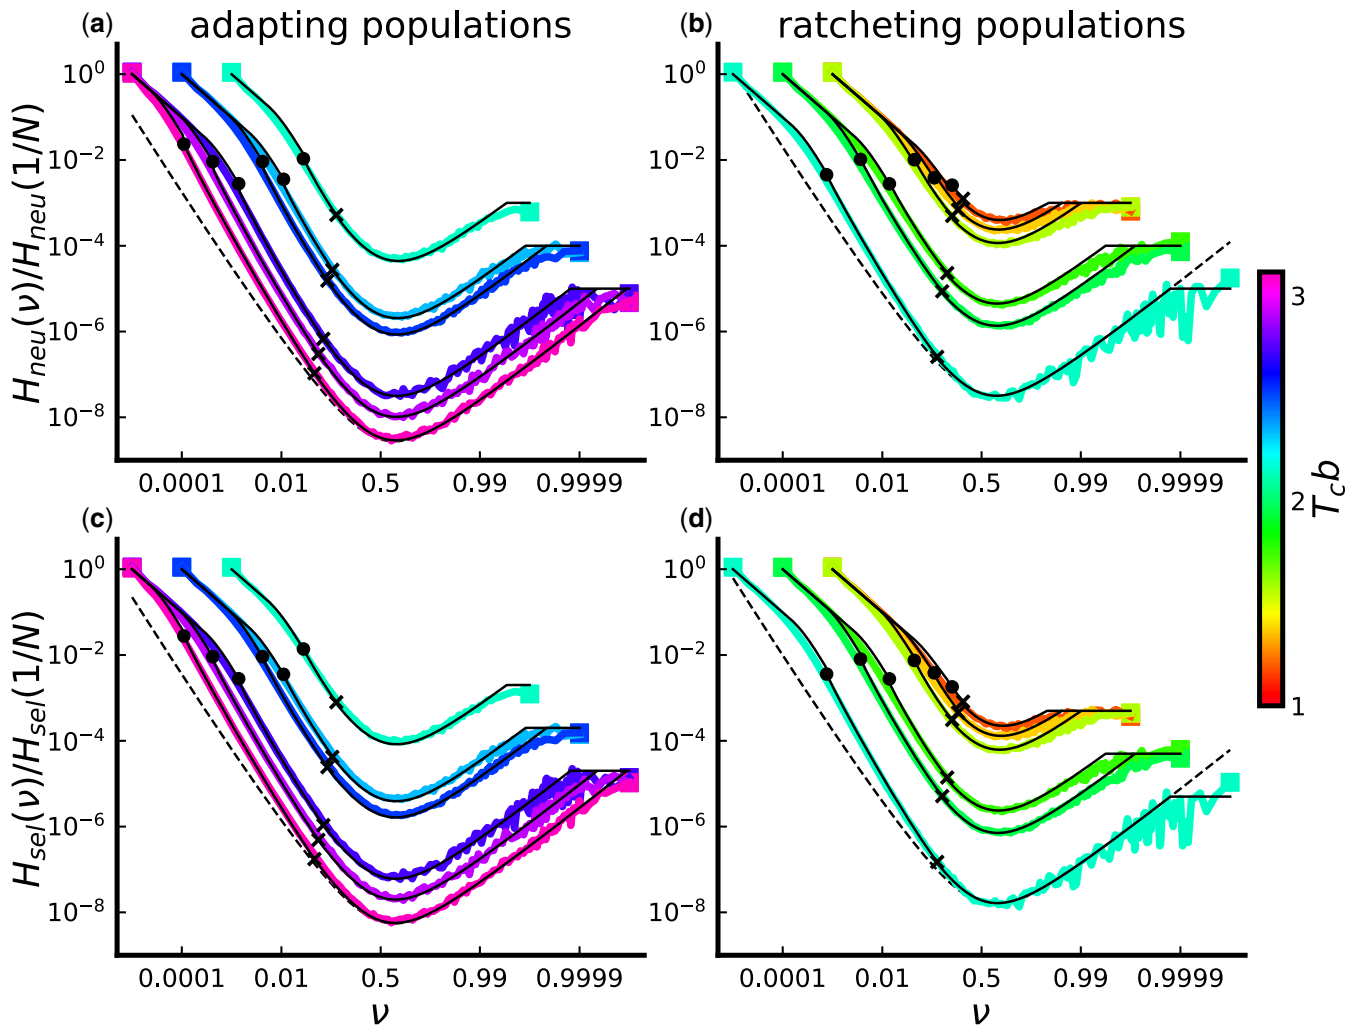 (a) adapting populations
(b) ratcheting populations
H_neu(ν)/H_neu(1/N)
10^0
10^−2
10^−4
10^−6
10^−8
0.0001 0.01 0.5 0.99 0.9999
10^0
10^−2
10^−4
10^−6
10^−8
0.0001 0.01 0.5 0.99 0.9999
(c)
H_sel(ν)/H_sel(1/N)
10^0
10^−2
10^−4
10^−6
10^−8
0.0001 0.01 0.5 0.99 0.9999
ν
(d)
10^0
10^−2
10^−4
10^−6
10^−8
0.0001 0.01 0.5 0.99 0.9999
ν
3
2
1
T_c b